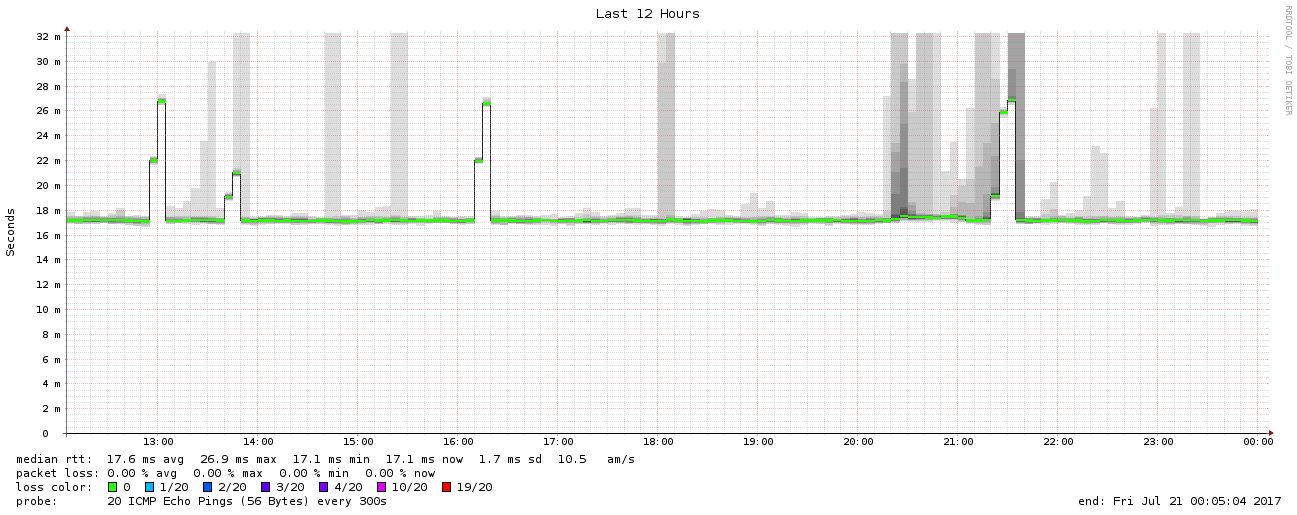 Last 12 Hours
RRDTOOL / TOBI OETIKER
Seconds
32 m
30 m
28 m
26 m
24 m
22 m
20 m
18 m
16 m
14 m
12 m
10 m
8 m
6 m
4 m
2 m
0
13:00 14:00 15:00 16:00 17:00 18:00 19:00 20:00 21:00 22:00 23:00 00:00
median rtt: 17.6 ms avg 26.9 ms max 17.1 ms min 17.1 ms now 1.7 ms sd 10.5 am/s
packet loss: 0.00 % avg 0.00 % max 0.00 % min 0.00 % now
loss color: 0 1/20 2/20 3/20 4/20 10/20 19/20
probe: 20 ICMP Echo Pings (56 Bytes) every 300s end: Fri Jul 21 00:05:04 2017